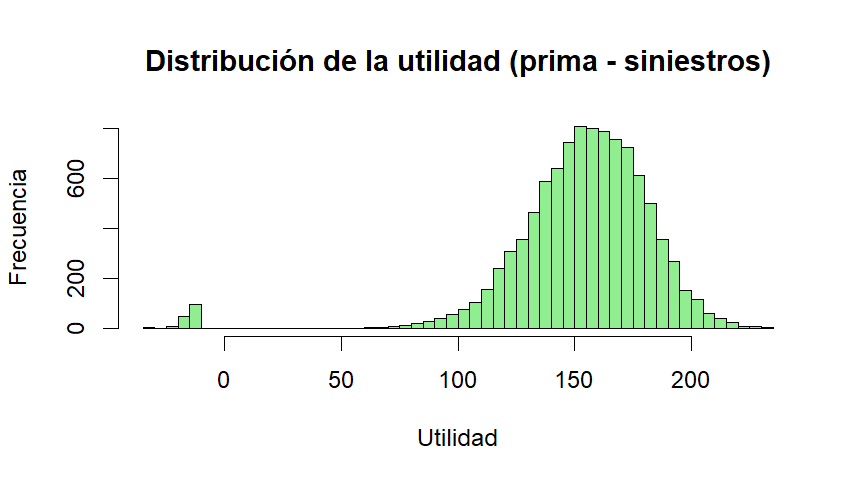 Distribución de la utilidad (prima - siniestros)
Frecuencia
600
200
0
0 50 100 150 200
Utilidad